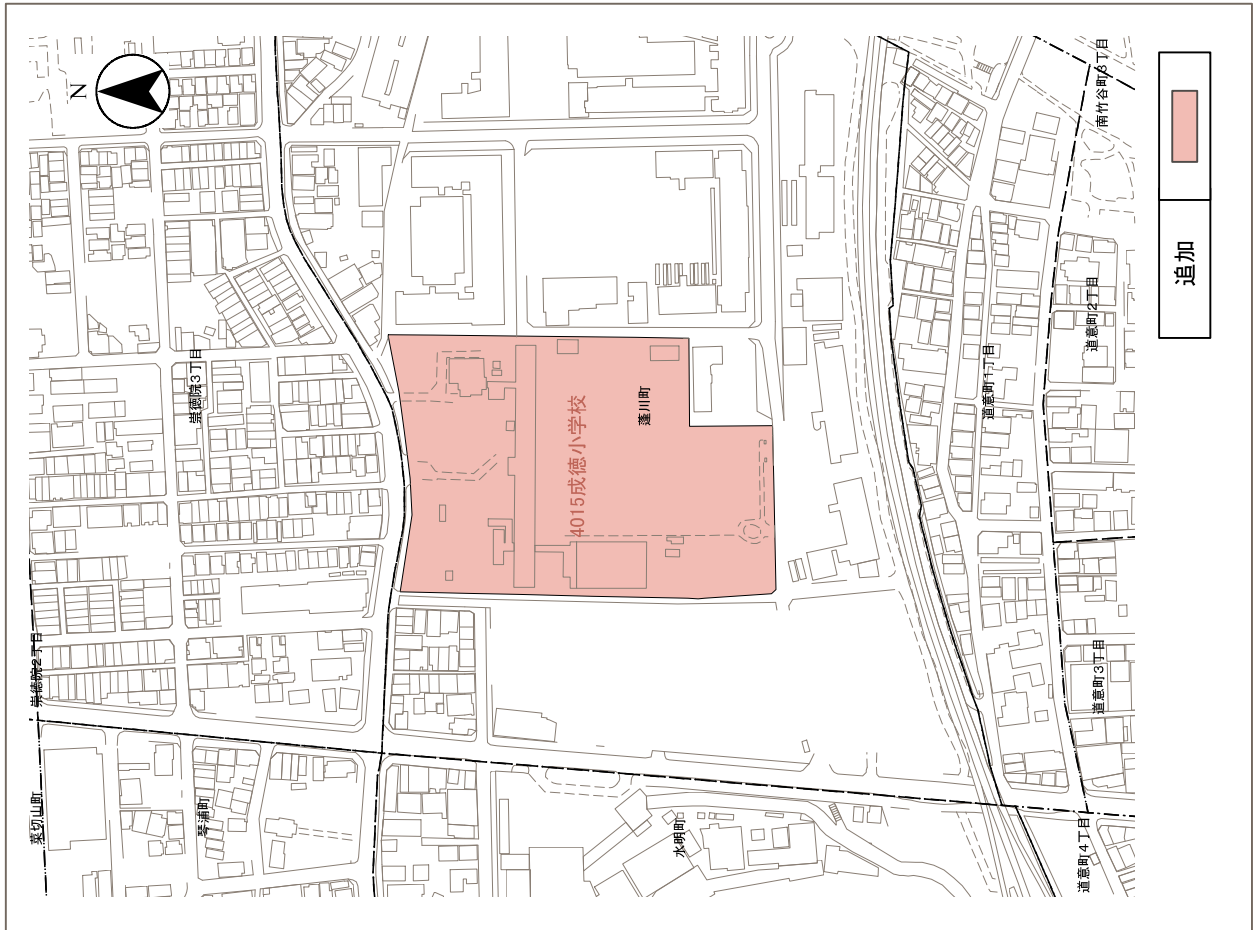 N
追加
南竹谷町3丁目
道意町2丁目
道意町1丁目
崇徳院3丁目
蓬川町
4015成徳小学校
崇徳院2丁目
道意町3丁目
菜切山町
琴浦町
水明町
道意町4丁目